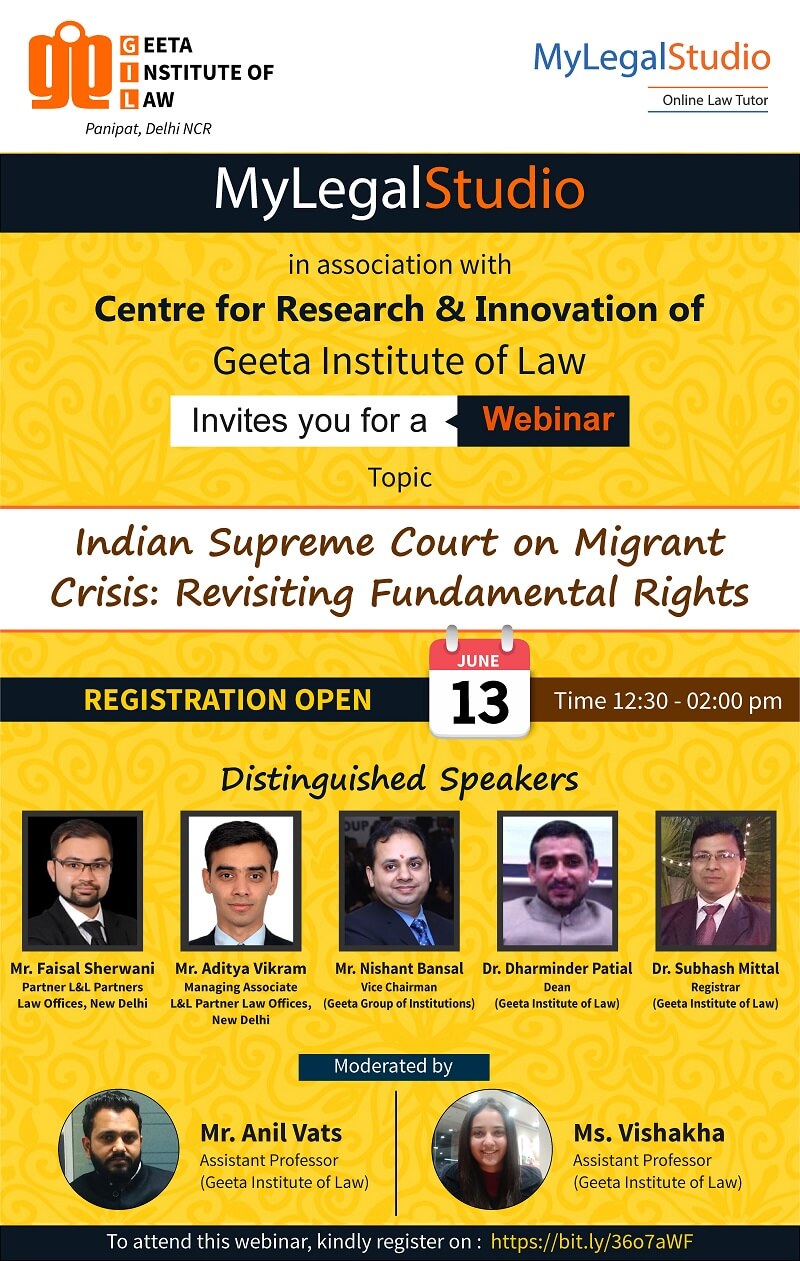 GEETA
INSTITUTE OF
LAW
Panipat, Delhi NCR
MyLegalStudio
Online Law Tutor
MyLegalStudio
in association with
Centre for Research & Innovation of
Geeta Institute of Law
Invites you for a Webinar
Topic
Indian Supreme Court on Migrant
Crisis: Revisiting Fundamental Rights
REGISTRATION OPEN
JUNE
13
Time 12:30 - 02:00 pm
Distinguished Speakers
OUP
Mr. Faisal Sherwani
Partner L&L Partners
Law Offices, New Delhi
Mr. Aditya Vikram
Managing Associate
L&L Partner Law Offices,
New Delhi
Mr. Nishant Bansal
Vice Chairman
(Geeta Group of Institutions)
Dr. Dharminder Patial
Dean
(Geeta Institute of Law)
Dr. Subhash Mittal
Registrar
(Geeta Institute of Law)
Moderated by
Mr. Anil Vats
Assistant Professor
(Geeta Institute of Law)
Ms. Vishakha
Assistant Professor
(Geeta Institute of Law)
To attend this webinar, kindly register on : https://bit.ly/36o7aWF